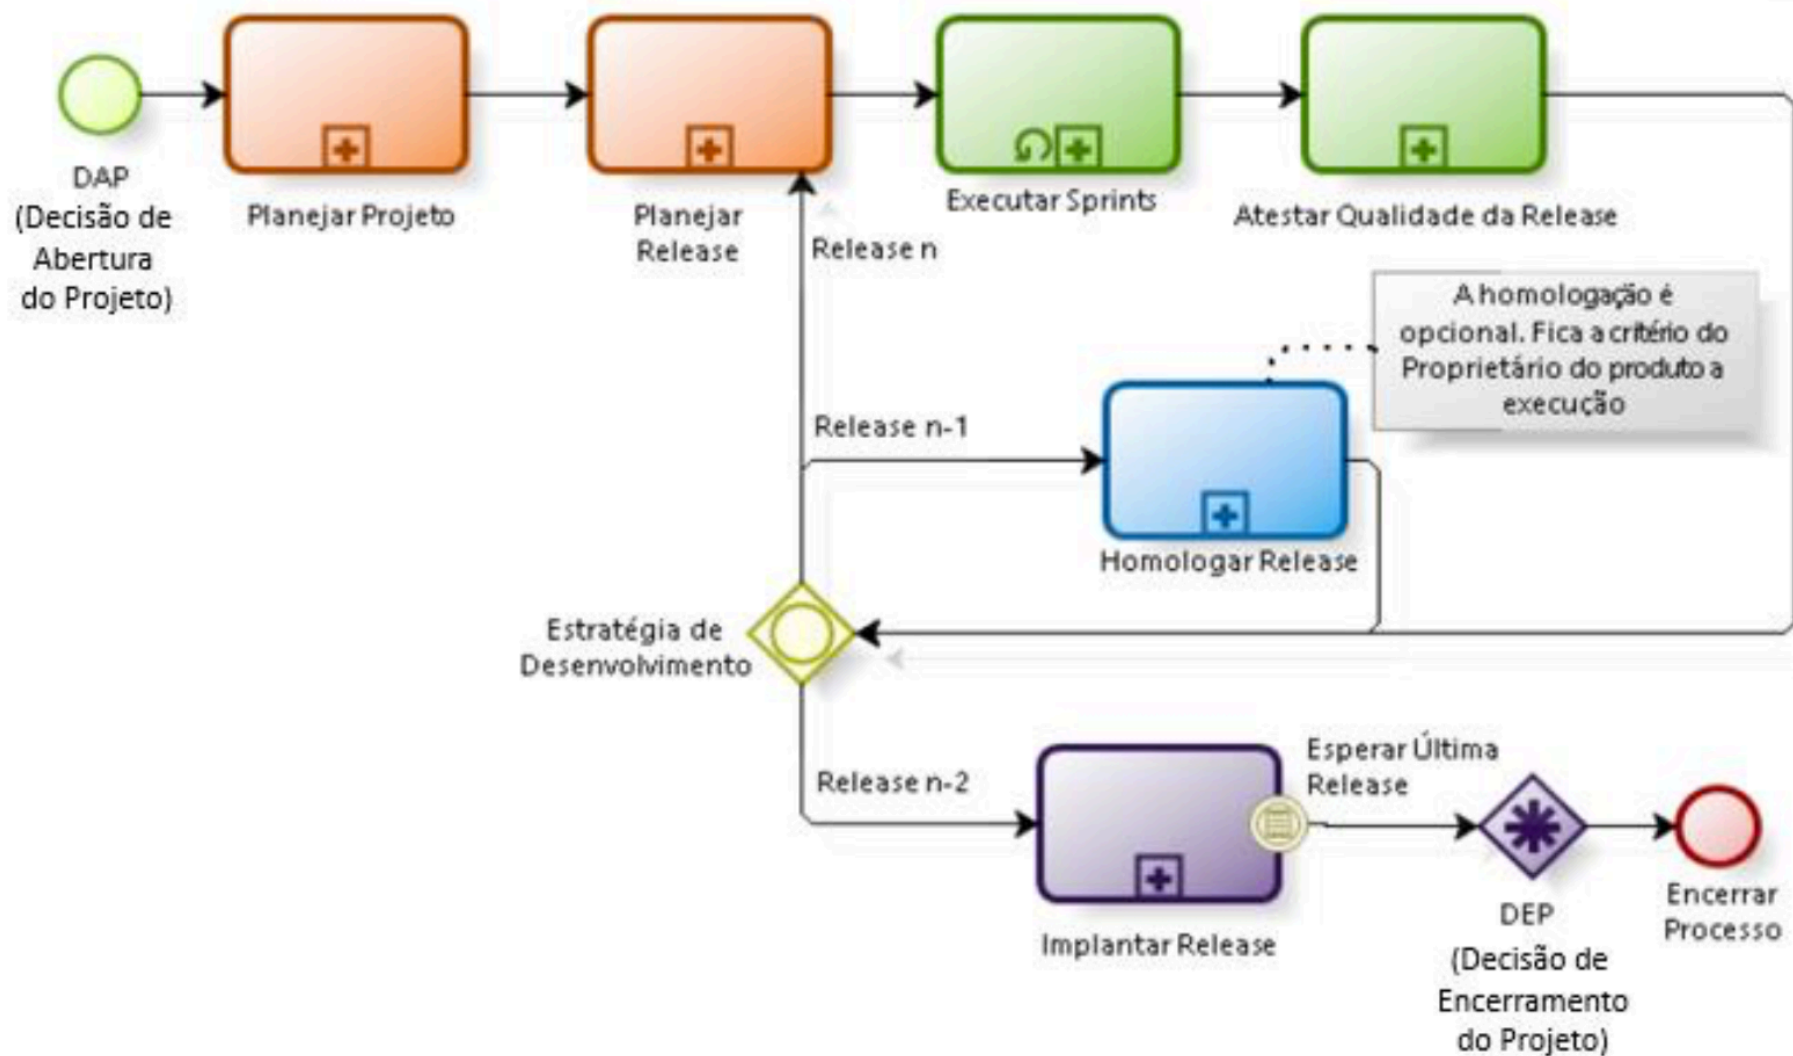 DAP
(Decisão de
Abertura
do Projeto)
Planejar Projeto
Planejar
Release
Executar Sprints
Atestar Qualidade da Release
Release n
A homologação é
opcional. Fica a critério do
Proprietário do produto a
execução
Release n-1
Homologar Release
Estratégia de
Desenvolvimento
Release n-2
Implantar Release
Esperar Última
Release
DEP
(Decisão de
Encerramento
do Projeto)
Encerrar
Processo